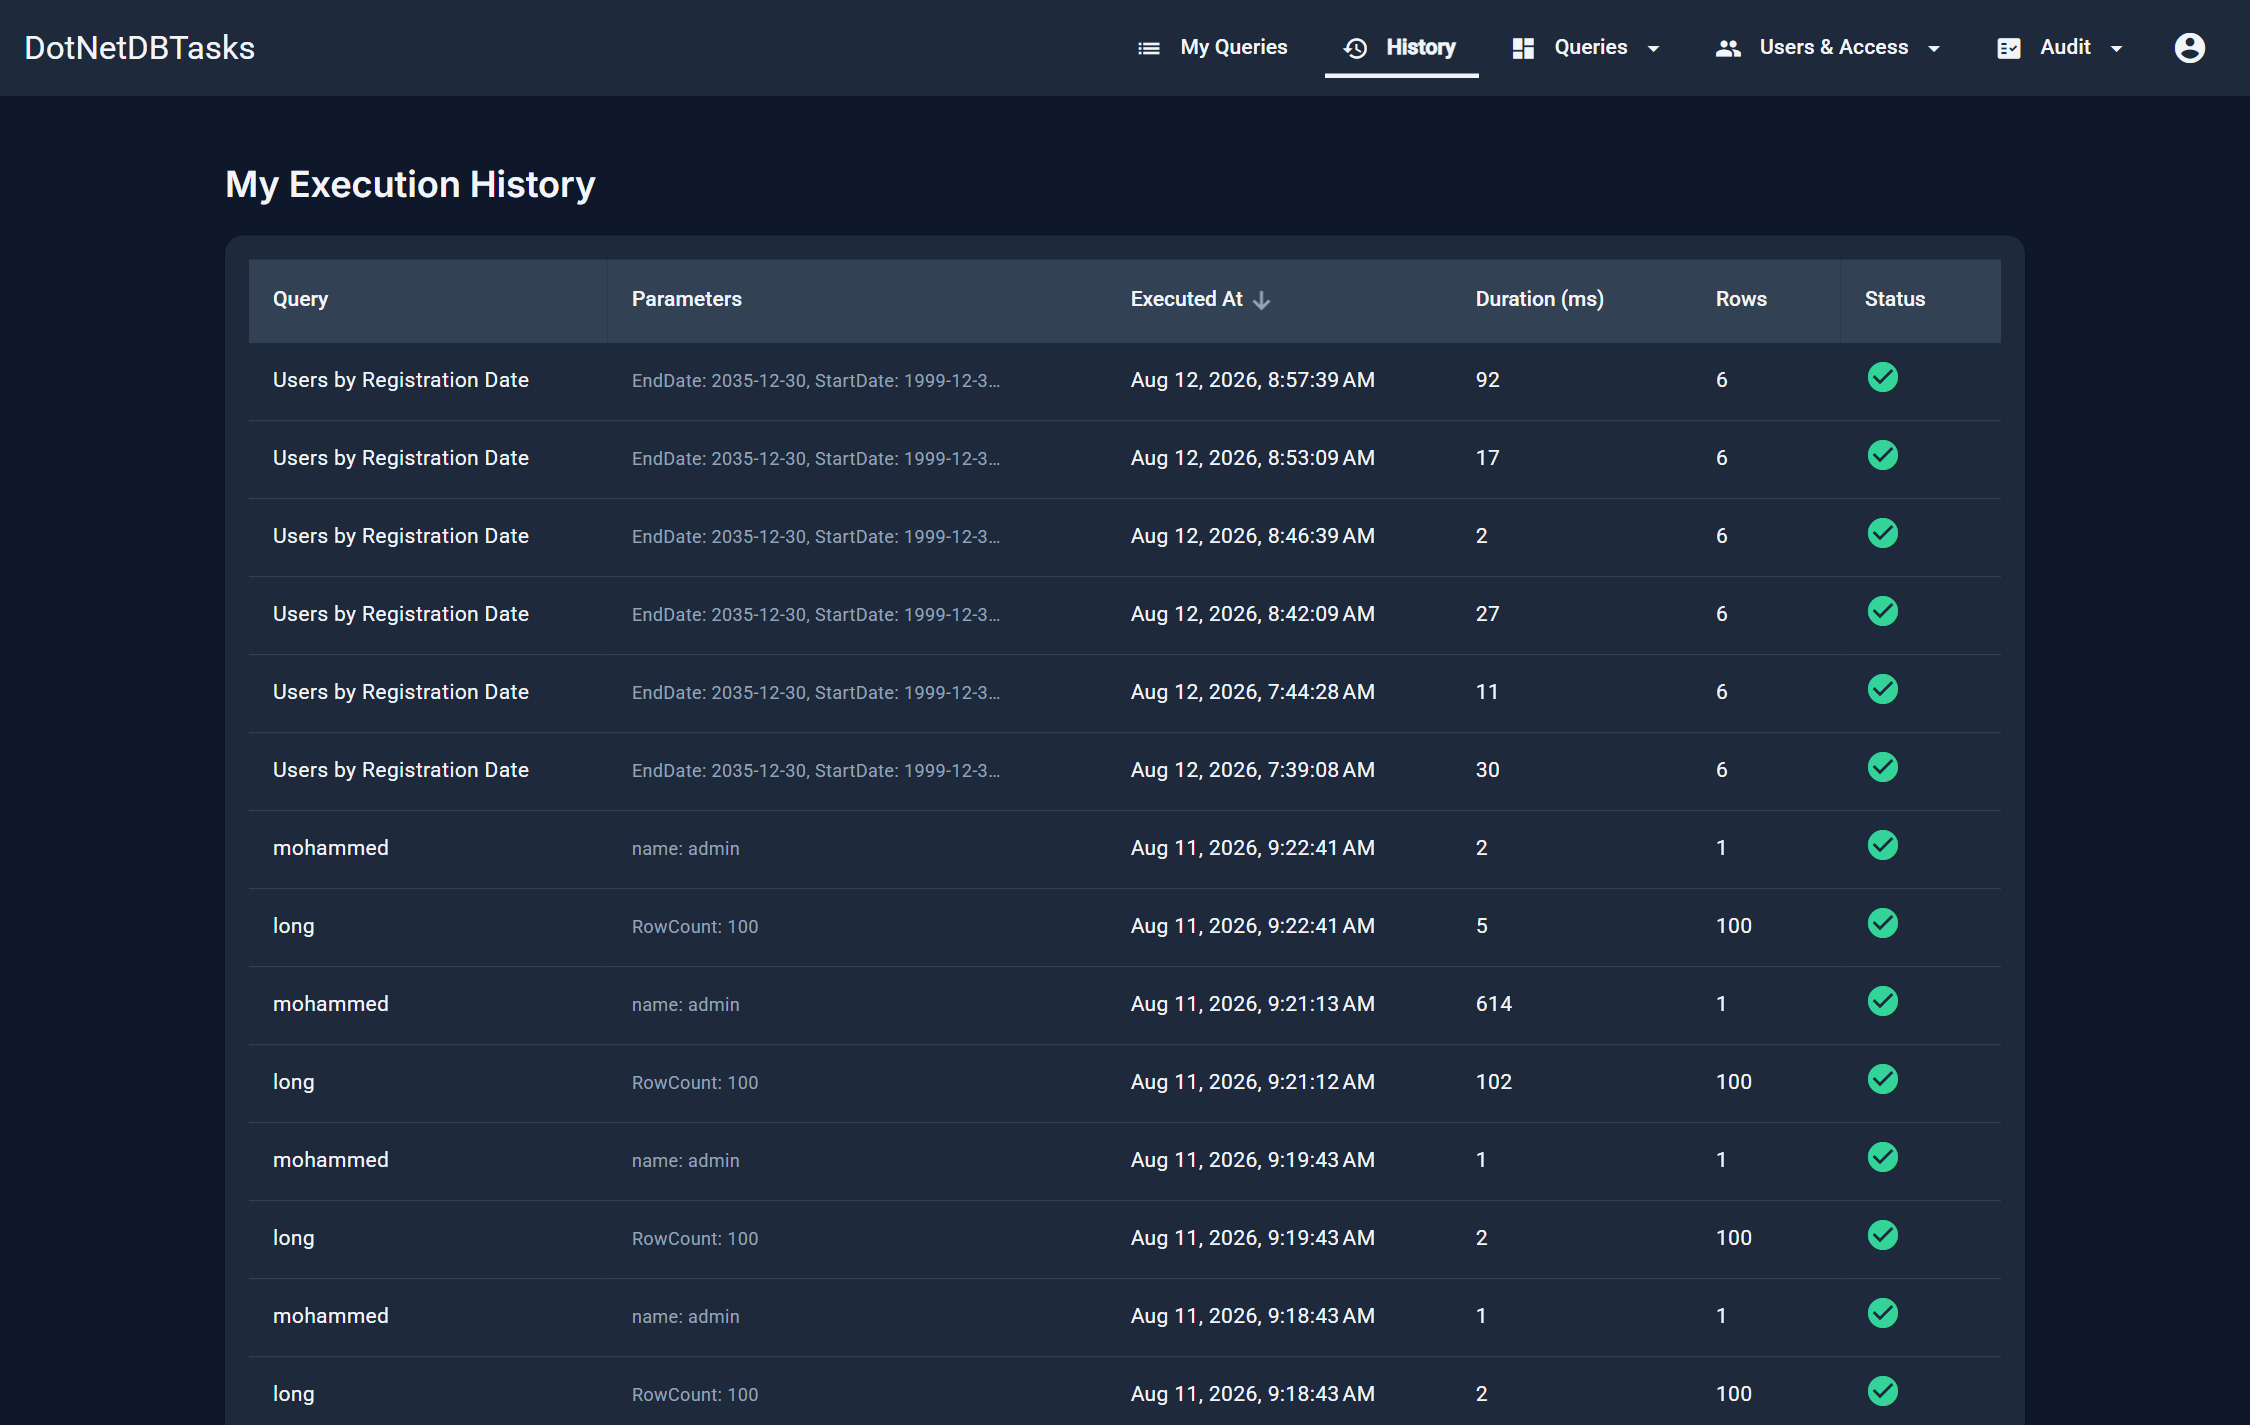 DotNetDBTasks My Queries History Queries Users & Access Audit
My Execution History
Query Parameters Executed At Duration (ms) Rows Status
Users by Registration Date EndDate: 2035-12-30, StartDate: 1999-12-3... Aug 12, 2026, 8:57:39 AM 92 6
Users by Registration Date EndDate: 2035-12-30, StartDate: 1999-12-3... Aug 12, 2026, 8:53:09 AM 17 6
Users by Registration Date EndDate: 2035-12-30, StartDate: 1999-12-3... Aug 12, 2026, 8:46:39 AM 2 6
Users by Registration Date EndDate: 2035-12-30, StartDate: 1999-12-3... Aug 12, 2026, 8:42:09 AM 27 6
Users by Registration Date EndDate: 2035-12-30, StartDate: 1999-12-3... Aug 12, 2026, 7:44:28 AM 11 6
Users by Registration Date EndDate: 2035-12-30, StartDate: 1999-12-3... Aug 12, 2026, 7:39:08 AM 30 6
mohammed name: admin Aug 11, 2026, 9:22:41 AM 2 1
long RowCount: 100 Aug 11, 2026, 9:22:41 AM 5 100
mohammed name: admin Aug 11, 2026, 9:21:13 AM 614 1
long RowCount: 100 Aug 11, 2026, 9:21:12 AM 102 100
mohammed name: admin Aug 11, 2026, 9:19:43 AM 1 1
long RowCount: 100 Aug 11, 2026, 9:19:43 AM 2 100
mohammed name: admin Aug 11, 2026, 9:18:43 AM 1 1
long RowCount: 100 Aug 11, 2026, 9:18:43 AM 2 100